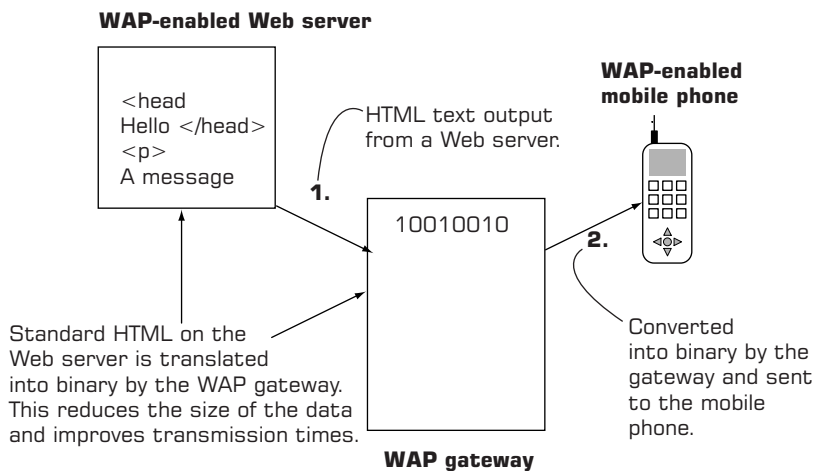 WAP-enabled Web server
<head
Hello </head>
<p>
A message
HTML text output
from a Web server.
1.
WAP-enabled
mobile phone
10010010
2.
Standard HTML on the
Web server is translated
into binary by the WAP gateway.
This reduces the size of the data
and improves transmission times.
Converted
into binary by the
gateway and sent
to the mobile
phone.
WAP gateway